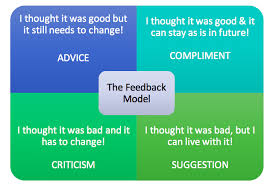 I thought it was good but
it still needs to change!
ADVICE
I thought it was good & it
can stay as is in future!
COMPLIMENT
The Feedback
Model
I thought it was bad and it
has to change!
CRITICISM
I thought it was bad, but I
can live with it!
SUGGESTION